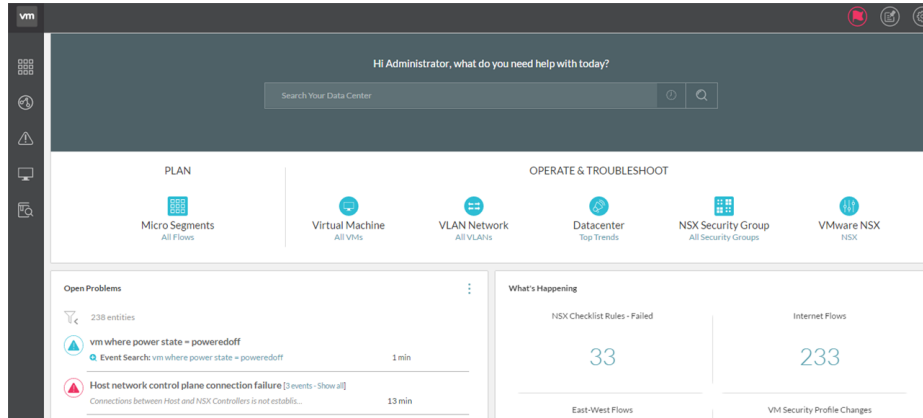 vm
Hi Administrator, what do you need help with today?
Search Your Data Center
PLAN
OPERATE & TROUBLESHOOT
Micro Segments
All Flows
Virtual Machine
All VMs
VLAN Network
All VLANs
Datacenter
Top Trends
NSX Security Group
All Security Groups
VMware NSX
NSX
Open Problems
238 entities
vm where power state = poweredoff
Event Search: vm where power state = poweredoff 1 min
Host network control plane connection failure [3 events - Show all]
Connections between Host and NSX Controllers is not establis... 13 min
What's Happening
NSX Checklist Rules - Failed
33
Internet Flows
233
East-West Flows
VM Security Profile Changes